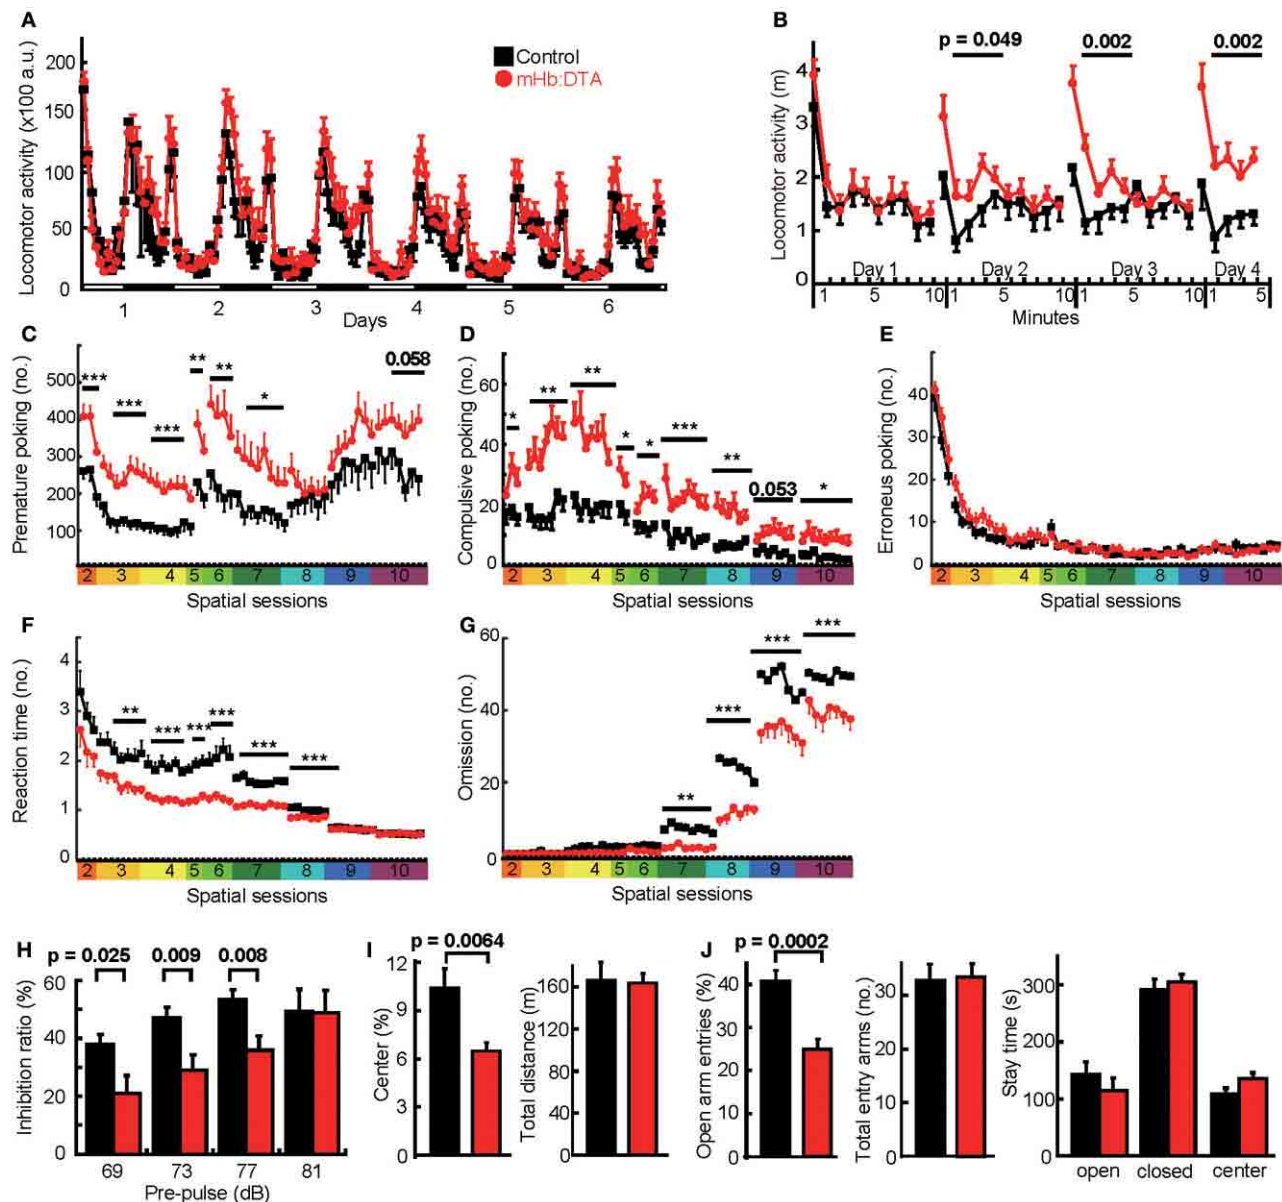 A
Locomotor activity (x100 a.u.)
200
150
100
50
0
Control
mHb:DTA
1 2 3 4 5 6
Days
B
Locomotor activity (m)
4
3
2
1
0
p = 0.049 0.002 0.002
Day 1 Day 2 Day 3 Day 4
1 5 10 1 5 10 1 5 10 1 5
Minutes
C
Premature poking (no.)
500
400
300
200
100
*** *** *** ** ** * 0.058
2 3 4 5 6 7 8 9 10
Spatial sessions
D
Compulsive poking (no.)
60
40
20
0
* ** ** * * *** ** 0.053 *
2 3 4 5 6 7 8 9 10
Spatial sessions
E
Erroneus poking (no.)
40
30
20
10
2 3 4 5 6 7 8 9 10
Spatial sessions
F
Reaction time (no.)
4
3
2
1
0
** *** *** *** *** ***
2 3 4 5 6 7 8 9 10
Spatial sessions
G
Omission (no.)
60
40
20
0
** *** *** ***
2 3 4 5 6 7 8 9 10
Spatial sessions
H
p = 0.025 0.009 0.008
Inhibition ratio (%)
60
40
20
0
69 73 77 81
Pre-pulse (dB)
I
p = 0.0064
Center (%)
12
9
6
3
0
Total distance (m)
160
120
80
40
0
J
p = 0.0002
Open arm entries (%)
40
30
20
10
0
Total entry arms (no.)
30
20
10
0
Stay time (s)
300
200
100
0
open closed center